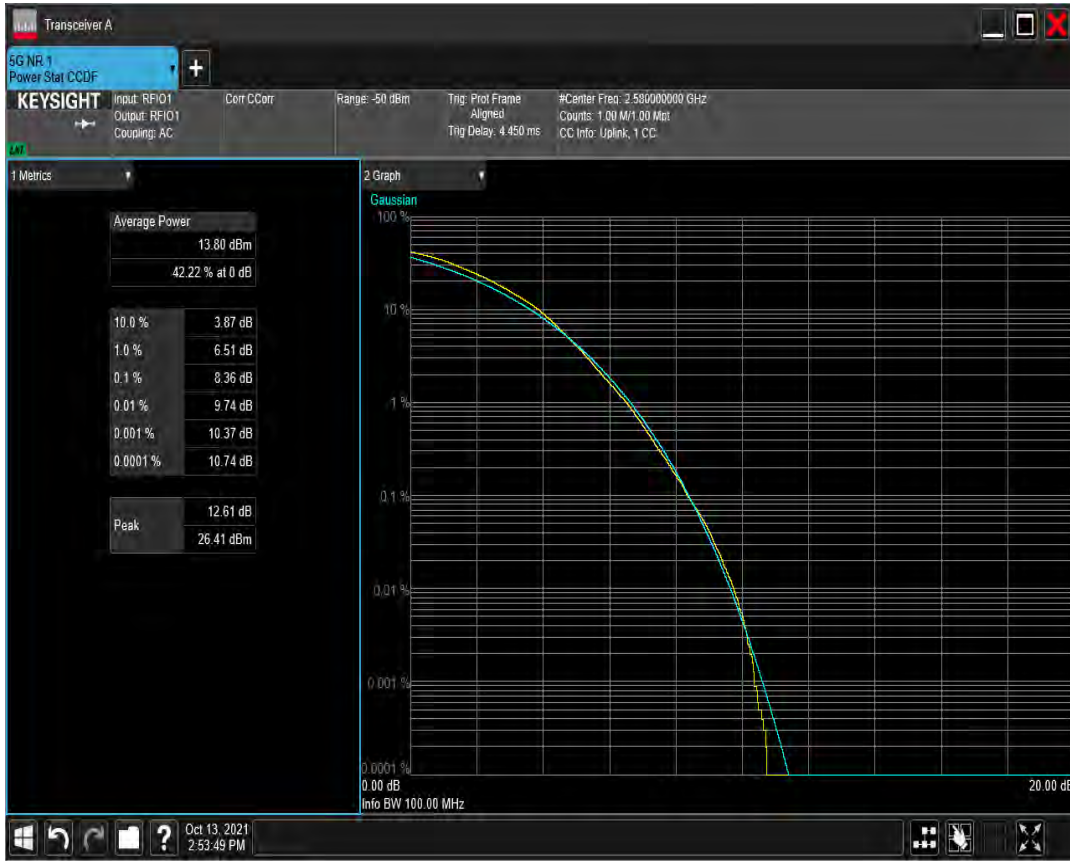 Transceiver A
5G NR 1
Power Stat CCDF
+
KEYSIGHT
Input: RFIO1
Output: RFIO1
Coupling: AC
Corr CCorr
Range: -50 dBm
Trig: Prot Frame
Aligned
Trig Delay: 4.450 ms
#Center Freq: 2.580000000 GHz
Counts: 1.00 M/1.00 Mpt
CC Info: Uplink, 1 CC
1 Metrics
Average Power
13.80 dBm
42.22 % at 0 dB
10.0 % 3.87 dB
1.0 % 6.51 dB
0.1 % 8.36 dB
0.01 % 9.74 dB
0.001 % 10.37 dB
0.0001 % 10.74 dB
Peak
12.61 dB
26.41 dBm
2 Graph
Gaussian
100 %
10 %
1 %
0.1 %
0.01 %
0.001 %
0.0001 %
0.00 dB
20.00 dB
Info BW 100.00 MHz
?
Oct 13, 2021
2:53:49 PM